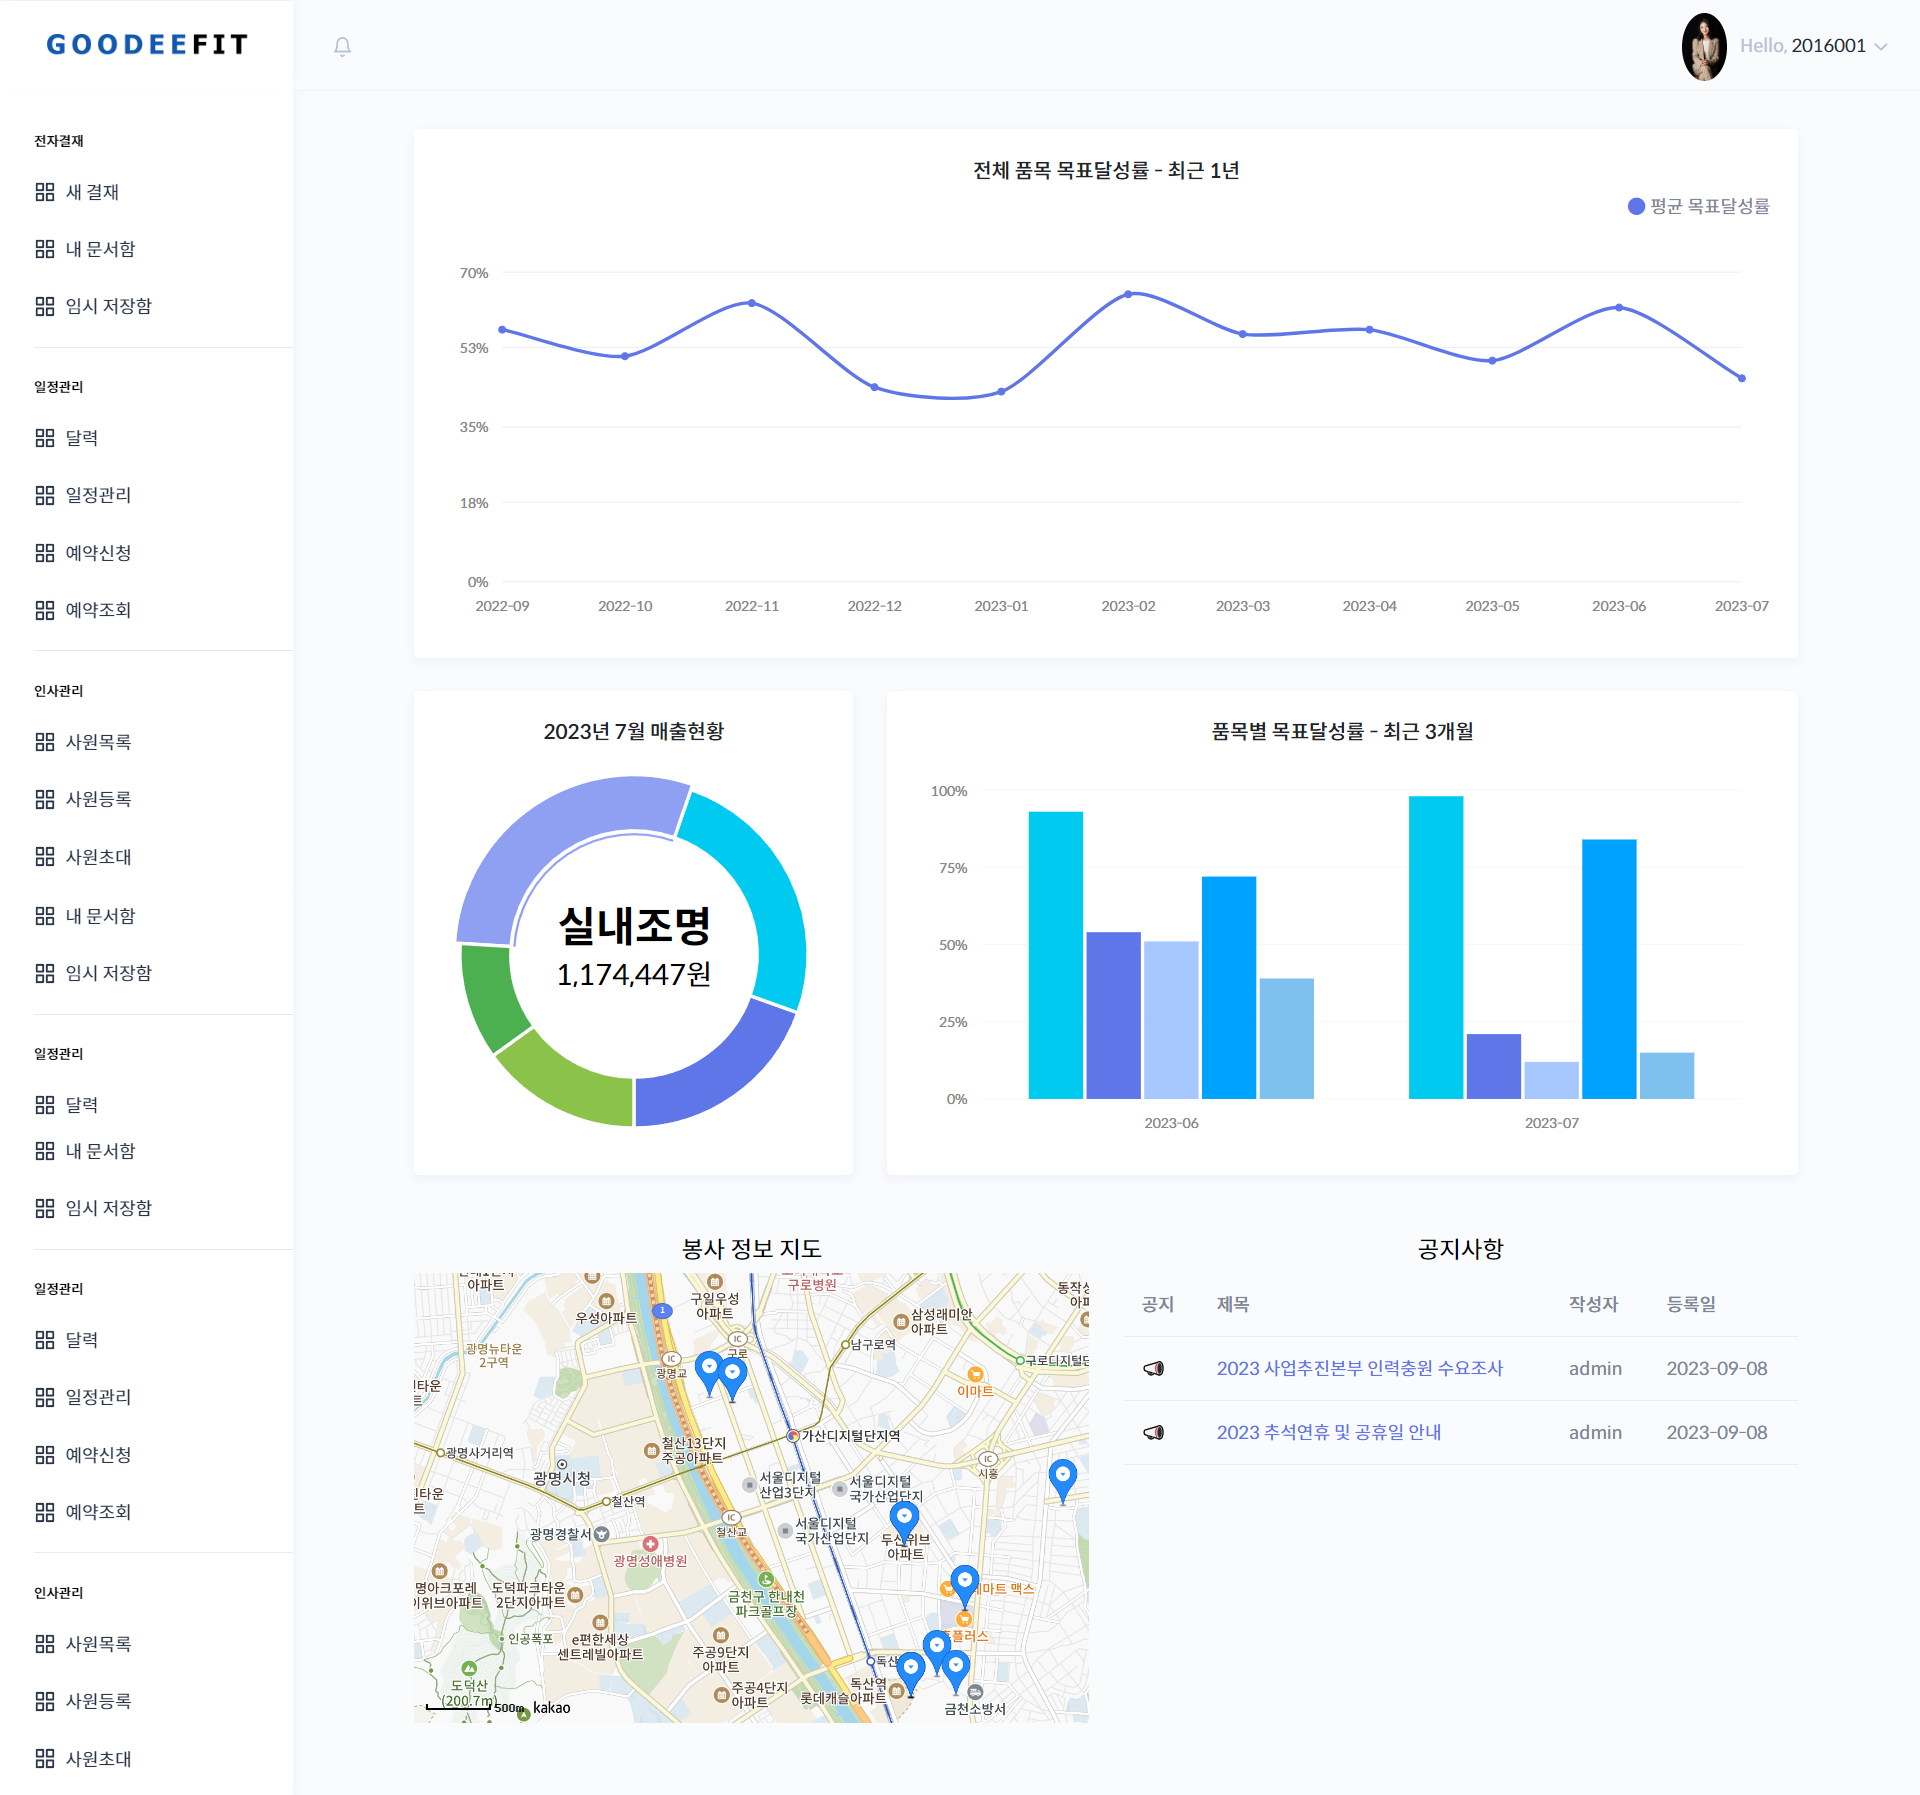 GOODEEFIT
Hello, 2016001
전자결재
새 결재
내 문서함
임시 저장함
일정관리
달력
일정관리
예약신청
예약조회
인사관리
사원목록
사원등록
사원초대
내 문서함
임시 저장함
일정관리
달력
내 문서함
임시 저장함
일정관리
달력
일정관리
예약신청
예약조회
인사관리
사원목록
사원등록
사원초대
전체 품목 목표달성률 - 최근 1년
평균 목표달성률
70%
53%
35%
18%
0%
2022-09 2022-10 2022-11 2022-12 2023-01 2023-02 2023-03 2023-04 2023-05 2023-06 2023-07
2023년 7월 매출현황
실내조명
1,174,447원
품목별 목표달성률 - 최근 3개월
100%
75%
50%
25%
0%
2023-06 2023-07
봉사 정보 지도
아파트
우성아파트
1
구일우성
아파트
구로병원
삼성래미안
아파트
동작삼
광명뉴타운
2구역
IC
구로
IC
광명교
남구로역
구로디지털단
이마트
타운
광명사거리역
광명시청
철산13단지
주공아파트
가산디지털단지역
서울디지털
산업3단지
서울디지털
국가산업단지
IC
시흥
타운
철산역
광명경찰서
광명성애병원
IC
철산교
서울디지털
국가산업단지
두산위브
아파트
명아크포레
이위브아파트
도덕파크타운
2단지아파트
금천구 한내천
파크골프장
마트 맥스
플러스
인공폭포
e편한세상
센트레빌아파트
주공9단지
아파트
독산
도덕산
(200.7m)
주공4단지
아파트
독산역
롯데캐슬아파트
금천소방서
500m
kakao
공지사항
공지 제목 작성자 등록일
2023 사업추진본부 인력충원 수요조사 admin 2023-09-08
2023 추석연휴 및 공휴일 안내 admin 2023-09-08